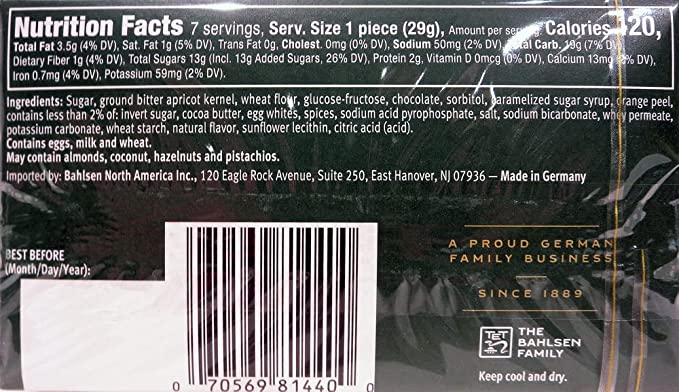 Nutrition Facts 7 servings, Serv. Size 1 piece (29g), Amount per serving: Calories 120,
Total Fat 3.5g (4% DV), Sat. Fat 1g (5% DV), Trans Fat 0g, Cholest. 0mg (0% DV), Sodium 50mg (2% DV), Total Carb. 19g (7% DV),
Dietary Fiber 1g (4% DV), Total Sugars 13g (Incl. 13g Added Sugars, 26% DV), Protein 2g, Vitamin D 0mcg (0% DV), Calcium 13mg DV),
Iron 0.7mg (4% DV), Potassium 59mg (2% DV).
Ingredients: Sugar, ground bitter apricot kernel, wheat flour, glucose-fructose, chocolate, sorbitol, caramelized sugar syrup, orange peel,
contains less than 2% of: invert sugar, cocoa butter, egg whites, spices, sodium acid pyrophosphate, salt, sodium bicarbonate, whey permeate,
potassium carbonate, wheat starch, natural flavor, sunflower lecithin, citric acid (acid).
Contains eggs, milk and wheat.
May contain almonds, coconut, hazelnuts and pistachios.
Imported by: Bahlsen North America Inc., 120 Eagle Rock Avenue, Suite 250, East Hanover, NJ 07936 – Made in Germany
BEST BEFORE
(Month/Day/Year):
A PROUD GERMAN
FAMILY BUSINESS
SINCE 1889
TET
THE
BAHLSEN
FAMILY
Keep cool and dry.
0 70569 81440 0